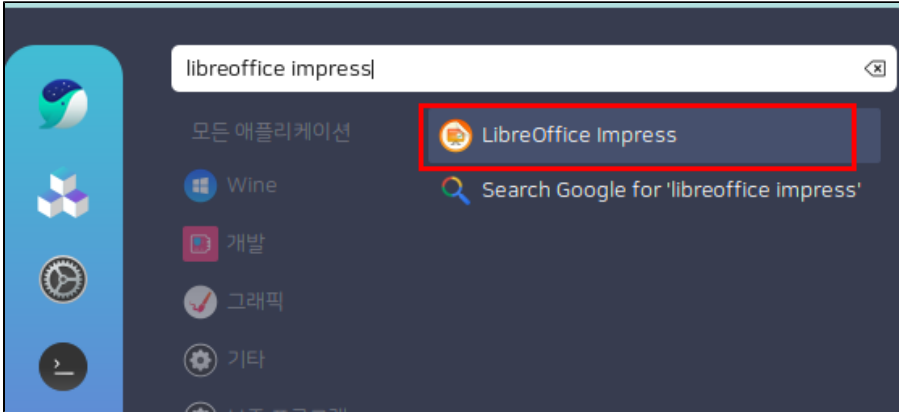 libreoffice impress
모든 애플리케이션
LibreOffice Impress
Wine
Search Google for 'libreoffice impress'
개발
그래픽
기타